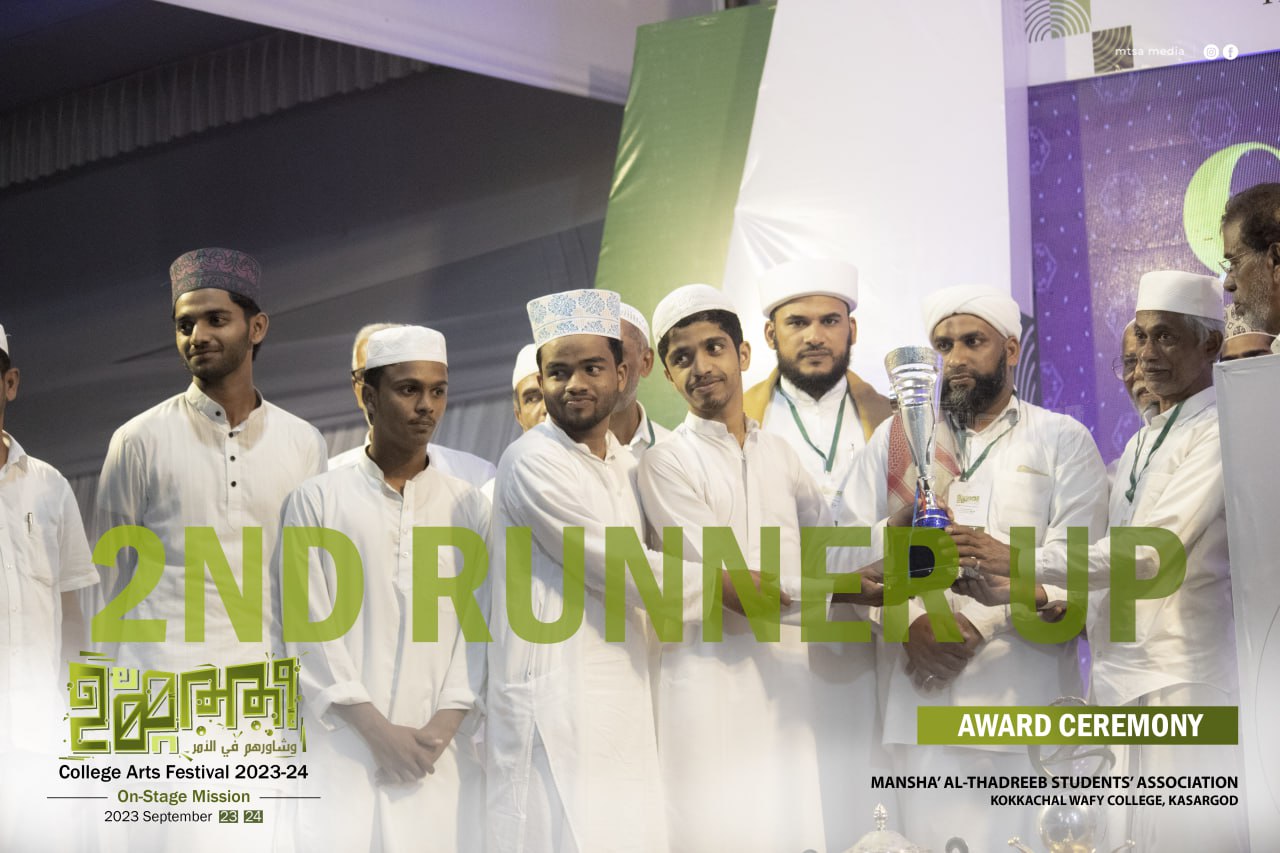 mtsa media
2ND RUNNER UP
وشاورهم في الأمر
College Arts Festival 2023-24
On-Stage Mission
2023 September 23 24
AWARD CEREMONY
MANSHA’ AL-THADREEB STUDENTS’ ASSOCIATION
KOKKACHAL WAFY COLLEGE, KASARGOD